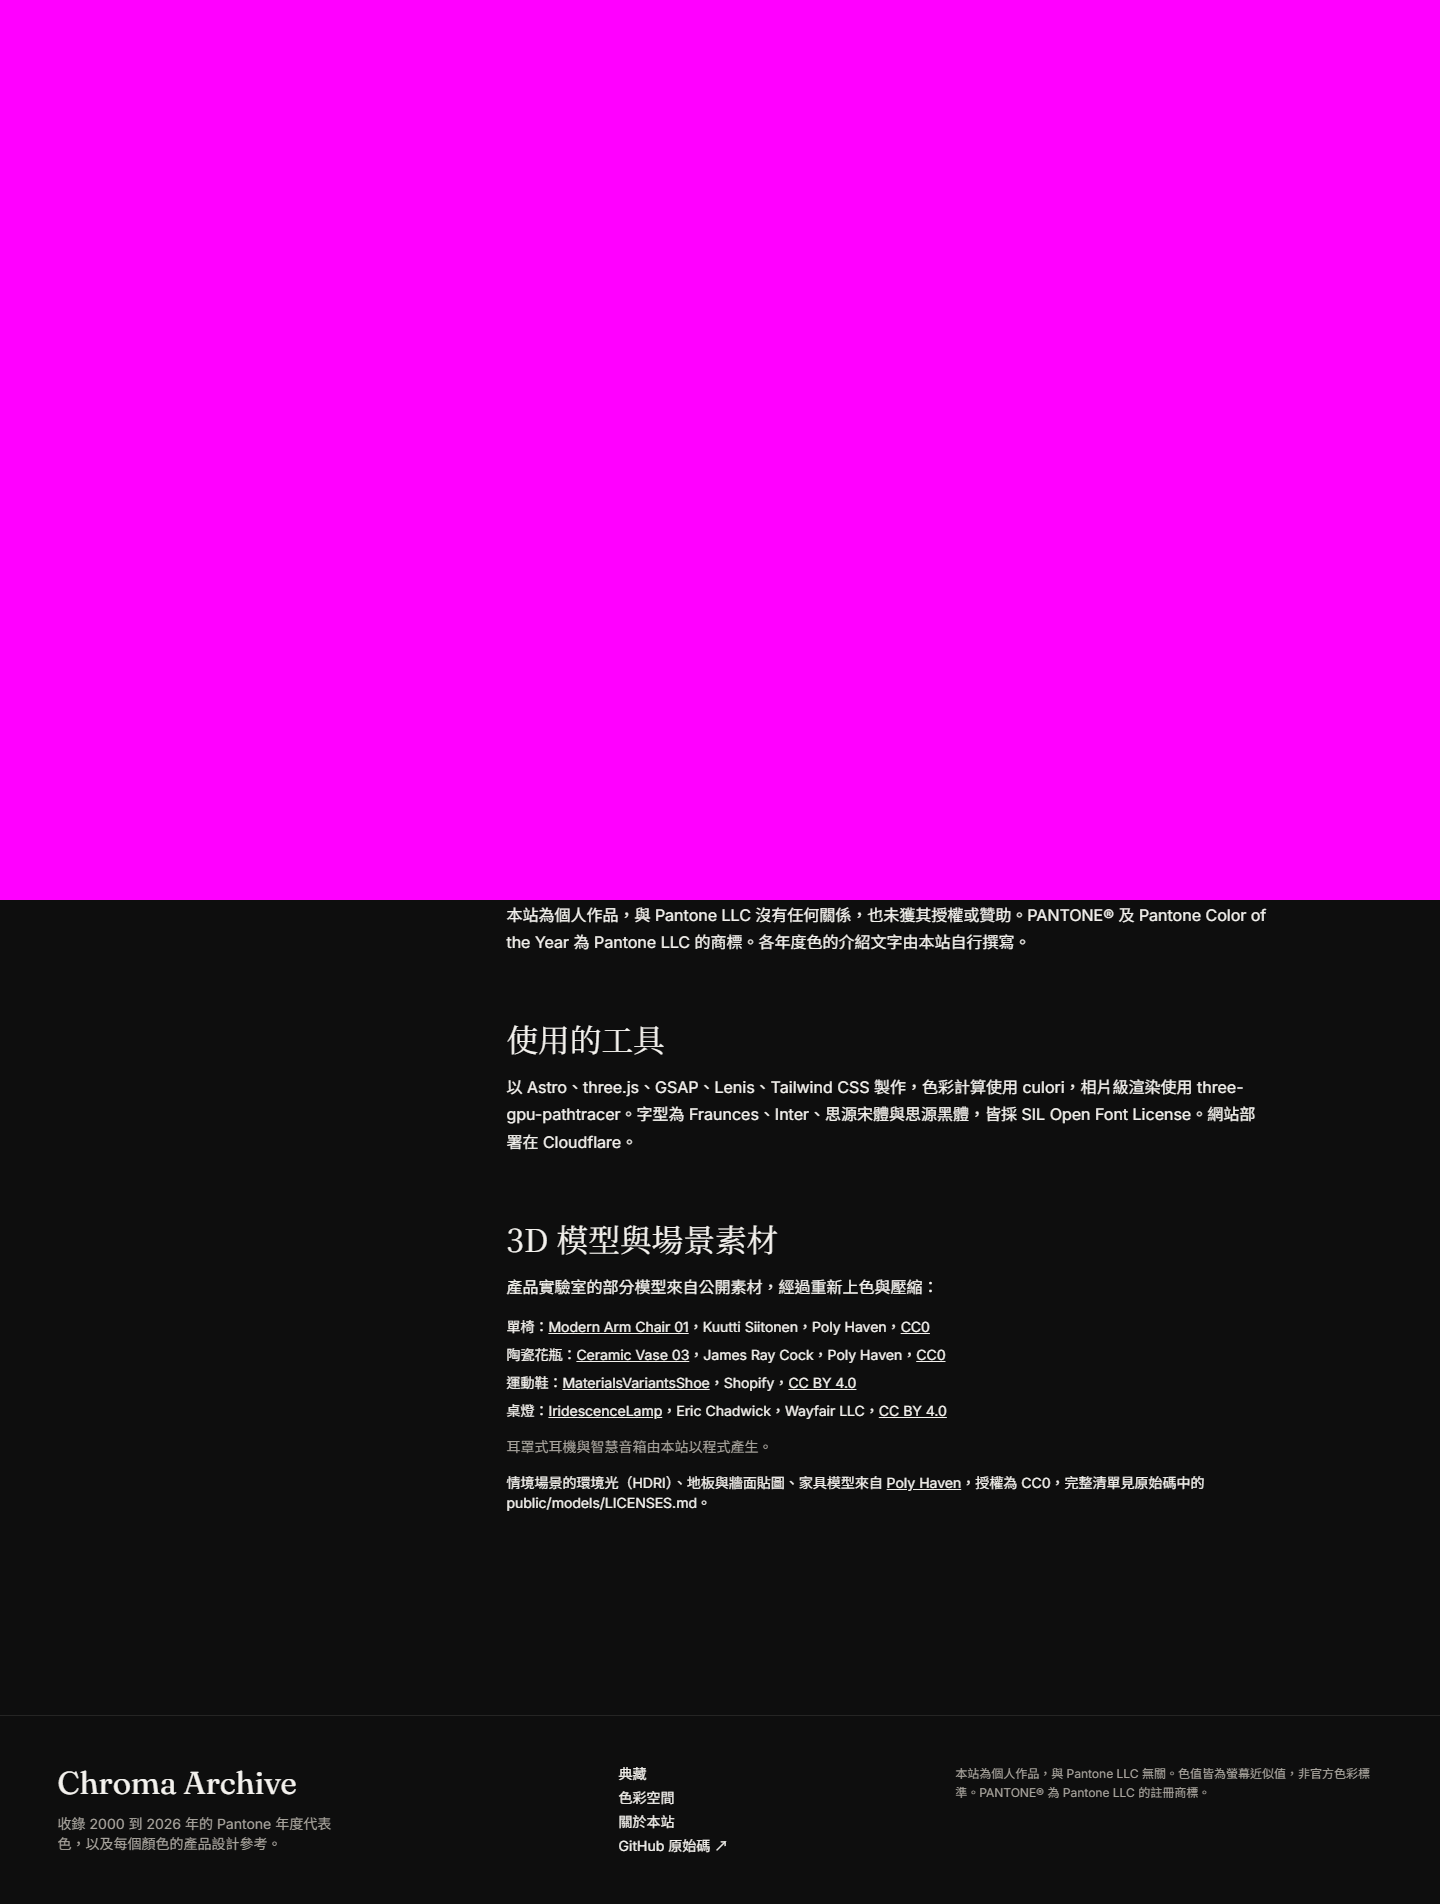 本站為個人作品，與 Pantone LLC 沒有任何關係，也未獲其授權或贊助。PANTONE® 及 Pantone Color of
the Year 為 Pantone LLC 的商標。各年度色的介紹文字由本站自行撰寫。
使用的工具
以 Astro、three.js、GSAP、Lenis、Tailwind CSS 製作，色彩計算使用 culori，相片級渲染使用 three-
gpu-pathtracer。字型為 Fraunces、Inter、思源宋體與思源黑體，皆採 SIL Open Font License。網站部
署在 Cloudflare。
3D 模型與場景素材
產品實驗室的部分模型來自公開素材，經過重新上色與壓縮：
單椅：Modern Arm Chair 01，Kuutti Siitonen，Poly Haven，CC0
陶瓷花瓶：Ceramic Vase 03，James Ray Cock，Poly Haven，CC0
運動鞋：MaterialsVariantsShoe，Shopify，CC BY 4.0
桌燈：IridescenceLamp，Eric Chadwick，Wayfair LLC，CC BY 4.0
耳罩式耳機與智慧音箱由本站以程式產生。
情境場景的環境光（HDRI）、地板與牆面貼圖、家具模型來自 Poly Haven，授權為 CC0，完整清單見原始碼中的
public/models/LICENSES.md。
Chroma Archive
收錄 2000 到 2026 年的 Pantone 年度代表
色，以及每個顏色的產品設計參考。
典藏
色彩空間
關於本站
GitHub 原始碼 ↗
本站為個人作品，與 Pantone LLC 無關。色值皆為螢幕近似值，非官方色彩標
準。PANTONE® 為 Pantone LLC 的註冊商標。